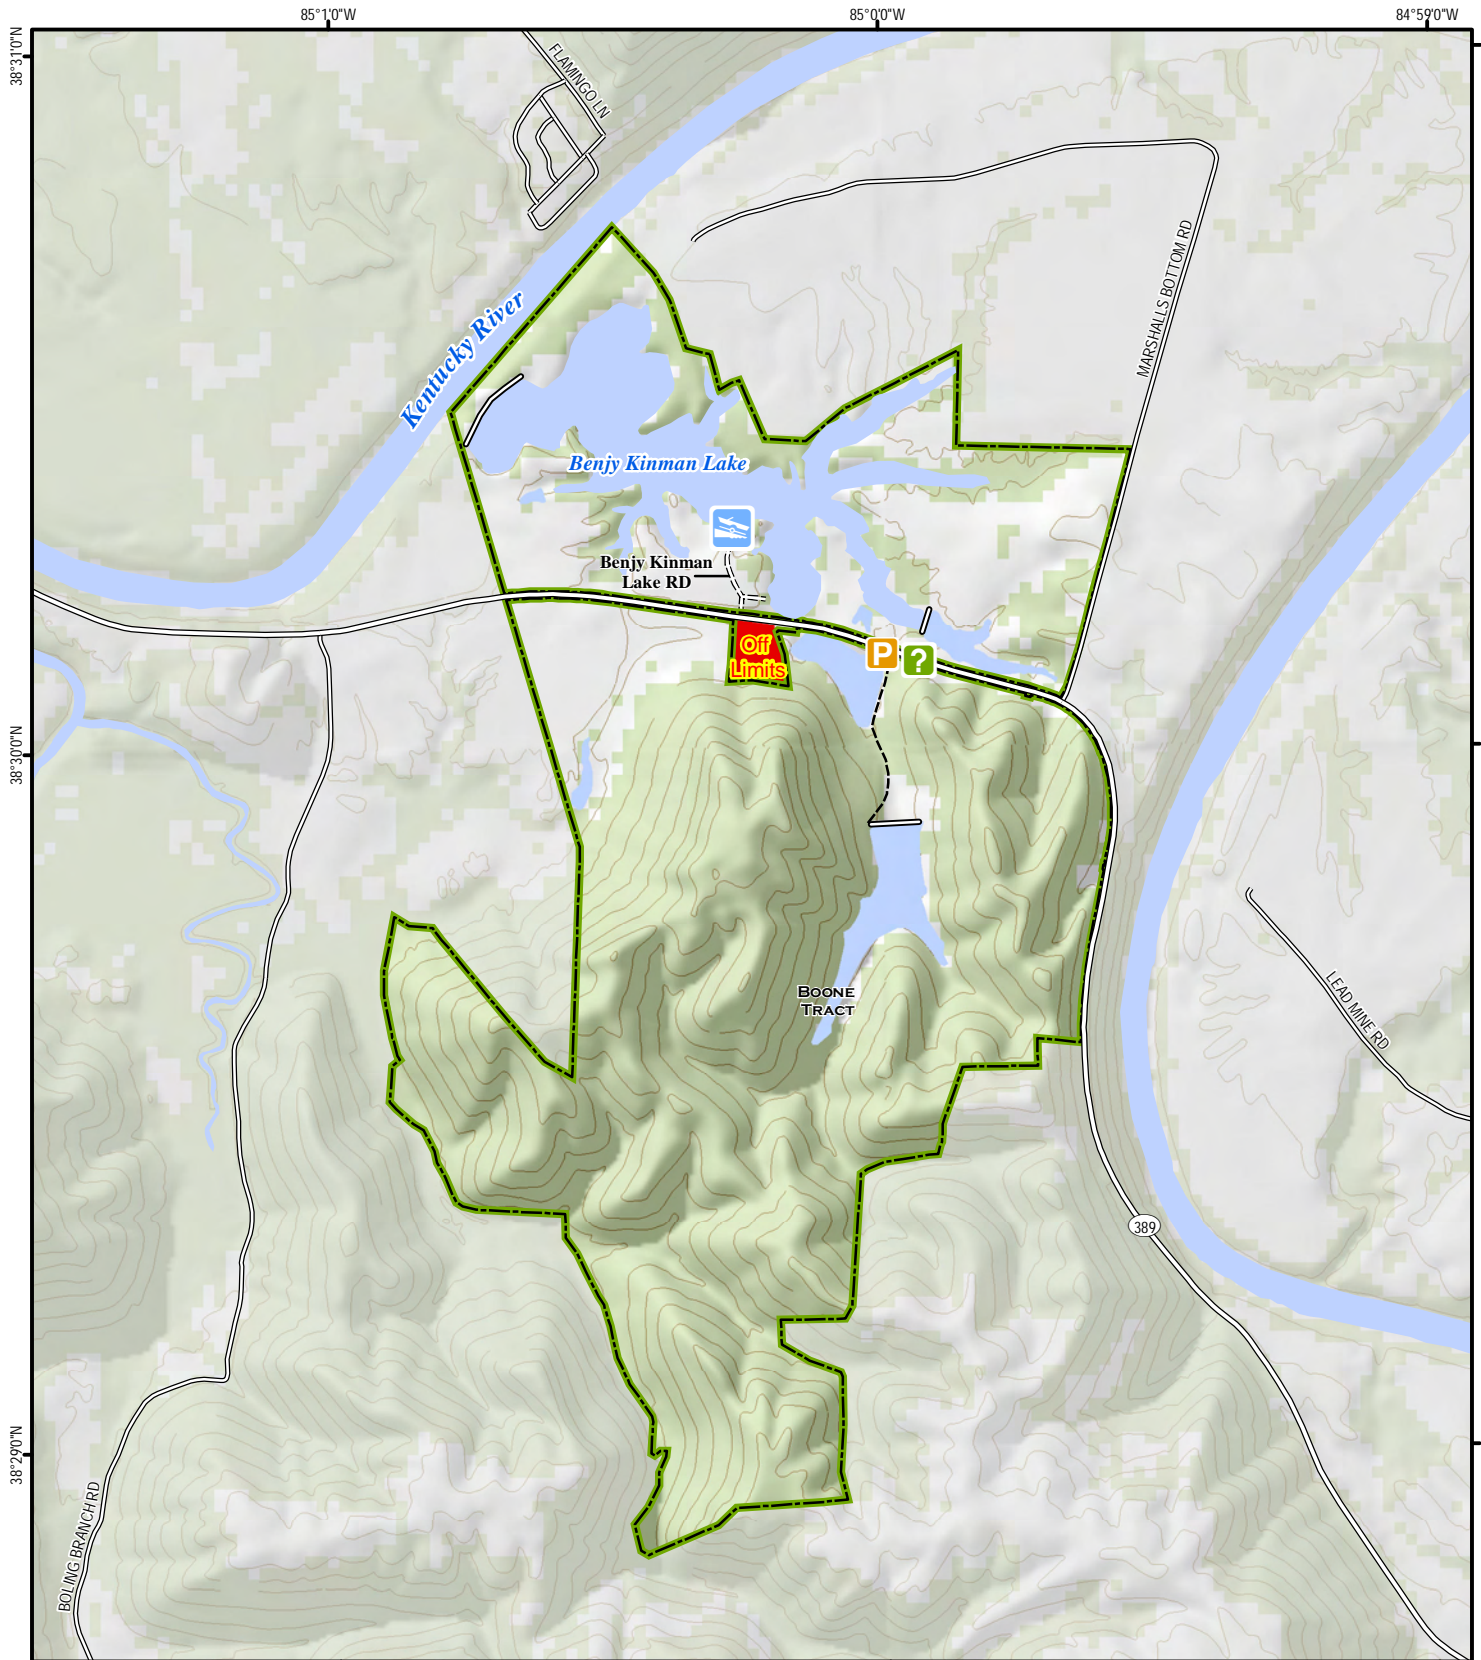 85°1'0"W
85°0'0"W
84°59'0"W
38°31'0"N
FLAMINGO LN
MARSHALLS BOTTOM RD
Kentucky River
Benjy Kinman Lake
Benjy Kinman
Lake RD
Off
Limits
P
?
38°30'0"N
BOONE
TRACT
LEAD MINE RD
389
38°29'0"N
BOLING BRANCH RD